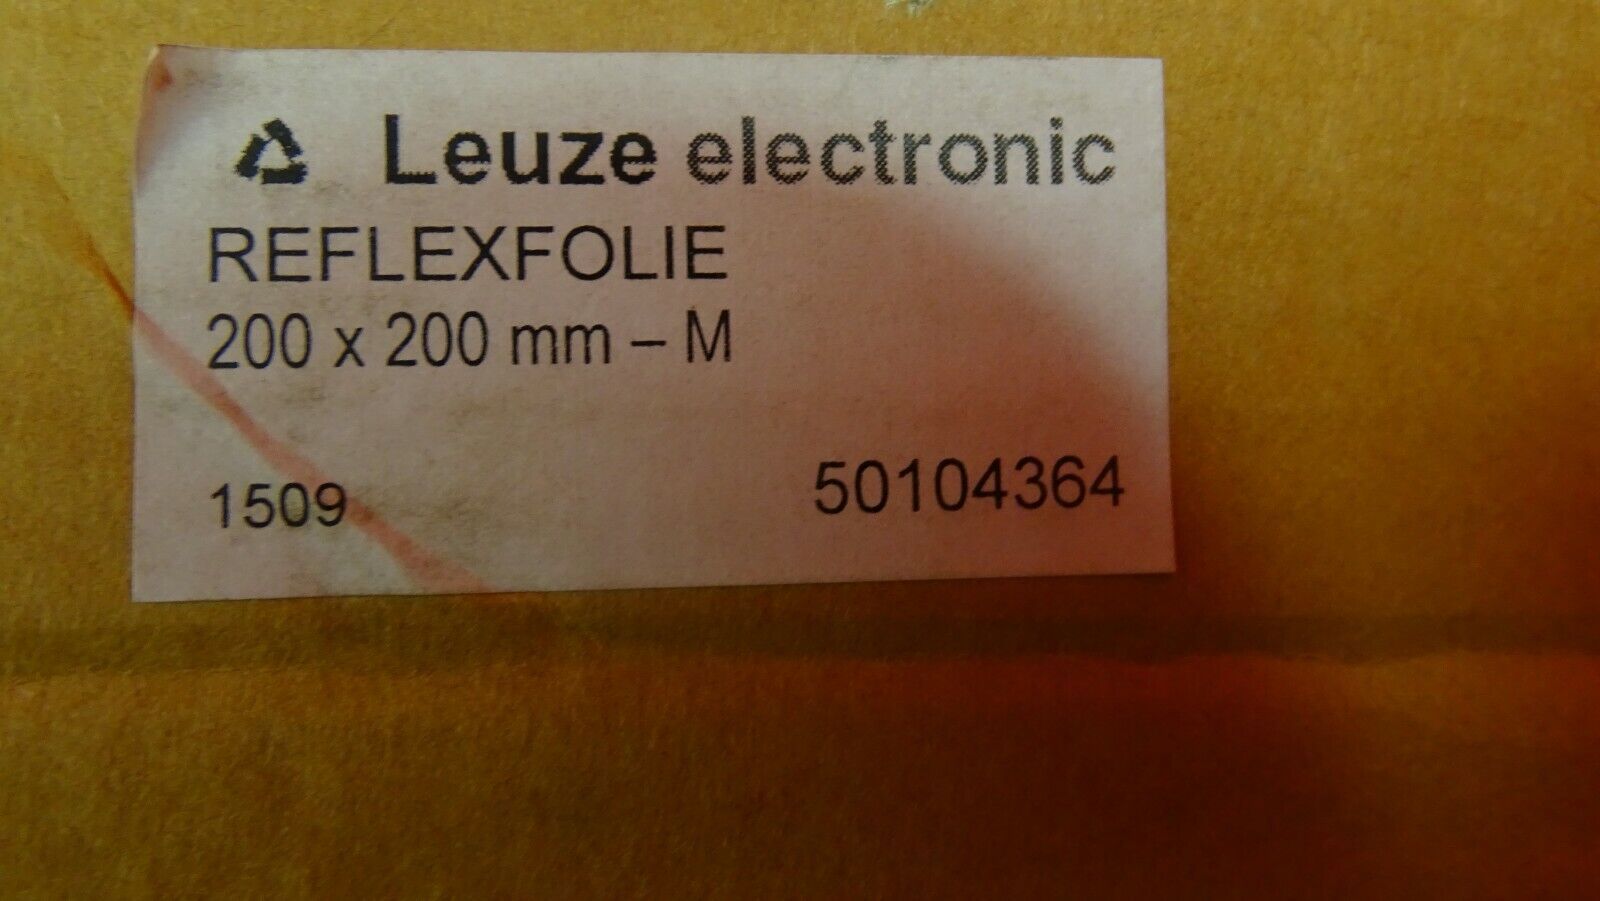 Leuze electronic
REFLEXFOLIE
200 x 200 mm – M
1509 50104364